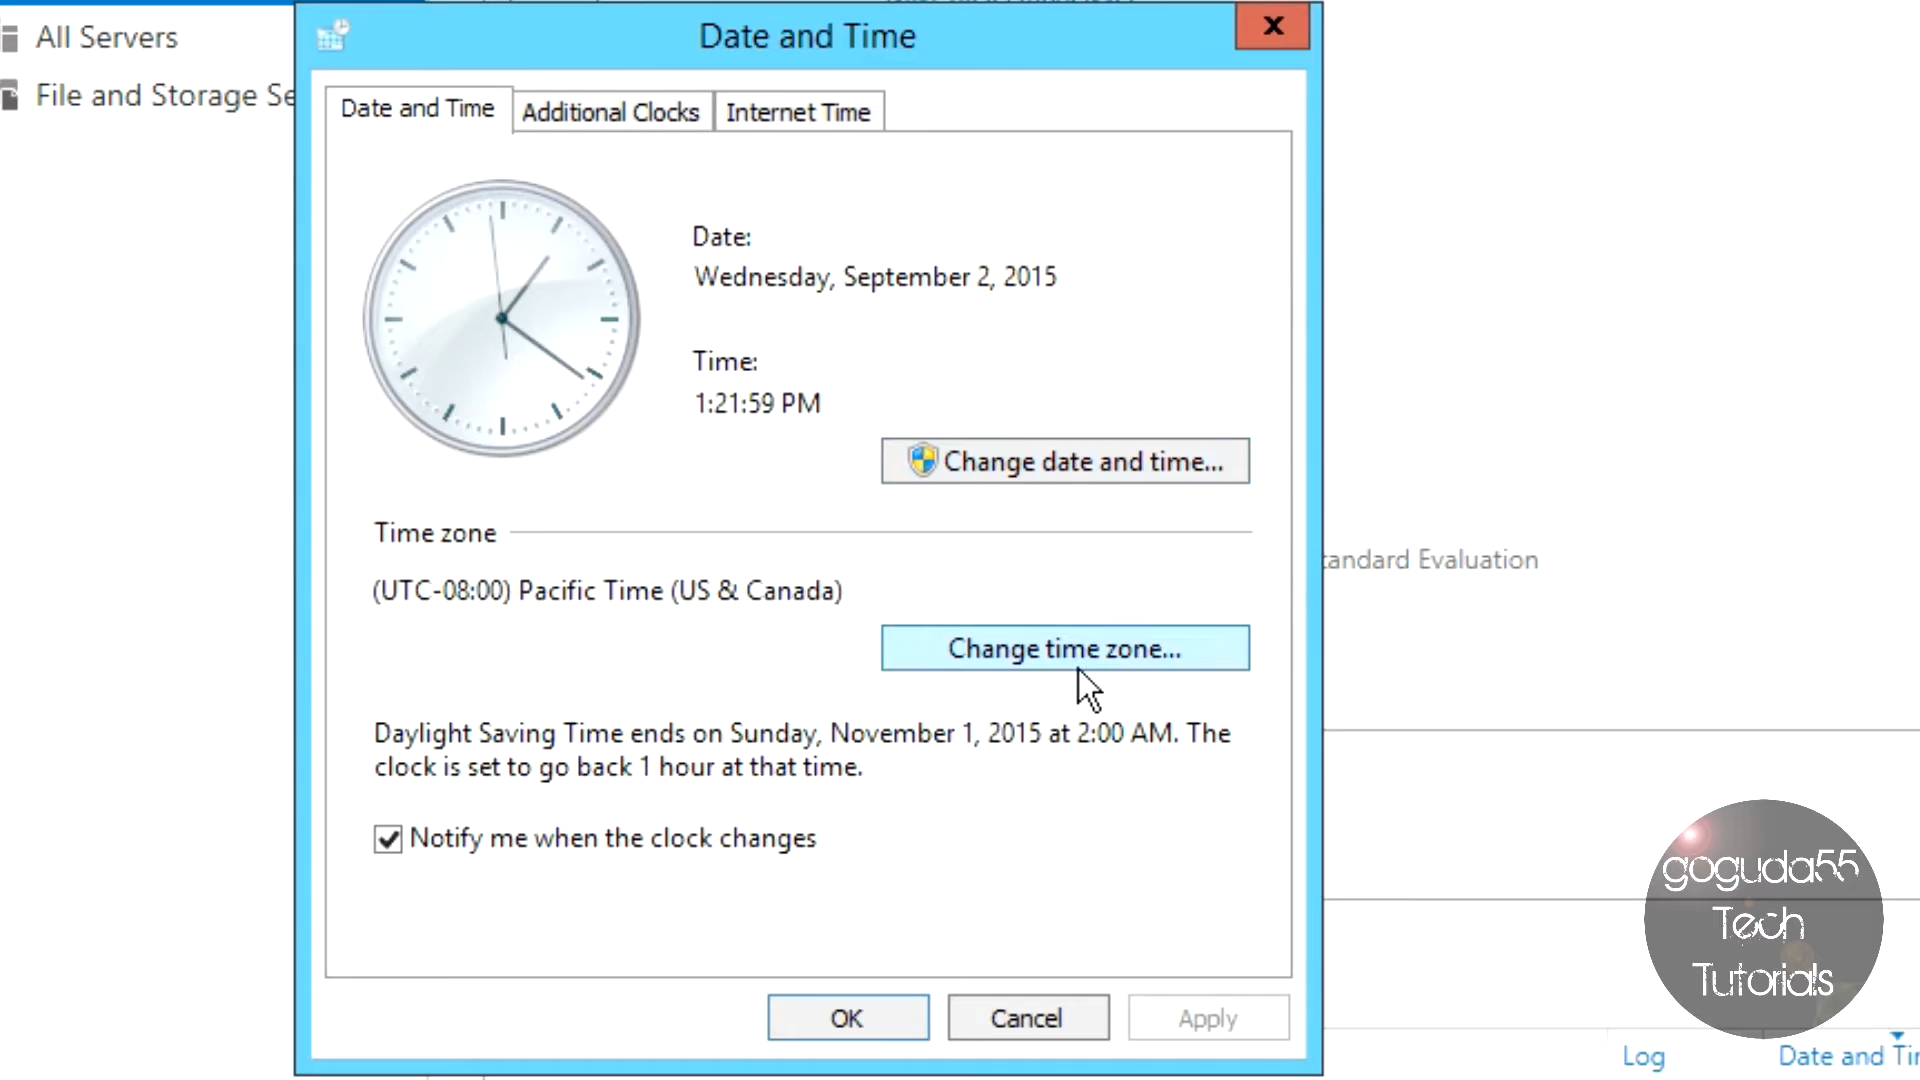 All Servers
File and Storage Se
Date and Time
x
Date and Time
Additional Clocks
Internet Time
Date:
Wednesday, September 2, 2015
Time:
1:21:59 PM
Change date and time...
Time zone
(UTC-08:00) Pacific Time (US & Canada)
Change time zone...
Daylight Saving Time ends on Sunday, November 1, 2015 at 2:00 AM. The
clock is set to go back 1 hour at that time.
Notify me when the clock changes
OK
Cancel
Apply
tandard Evaluation
goguda55
Tech
Tutorials
Log
Date and Tir